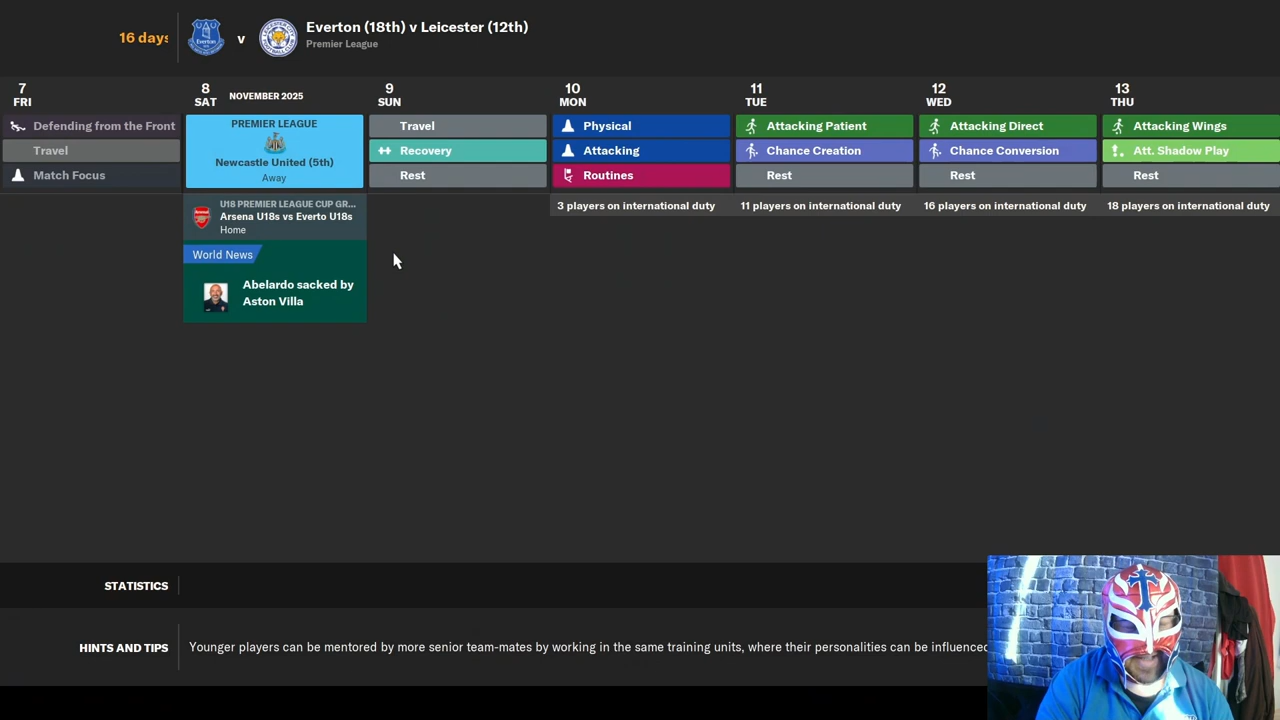 16 days
v
Everton (18th) v Leicester (12th)
Premier League
7
FRI
8
SAT
NOVEMBER 2025
9
SUN
10
MON
11
TUE
12
WED
13
THU
Defending from the Front
Travel
Match Focus
PREMIER LEAGUE
Newcastle United (5th)
Away
Travel
Recovery
Rest
Physical
Attacking
Routines
Attacking Patient
Chance Creation
Rest
Attacking Direct
Chance Conversion
Rest
Attacking Wings
Att. Shadow Play
Rest
3 players on international duty
11 players on international duty
16 players on international duty
18 players on international duty
U18 PREMIER LEAGUE CUP GR...
Arsena U18s vs Everto U18s
Home
World News
Abelardo sacked by
Aston Villa
STATISTICS
HINTS AND TIPS
Younger players can be mentored by more senior team-mates by working in the same training units, where their personalities can be influenced